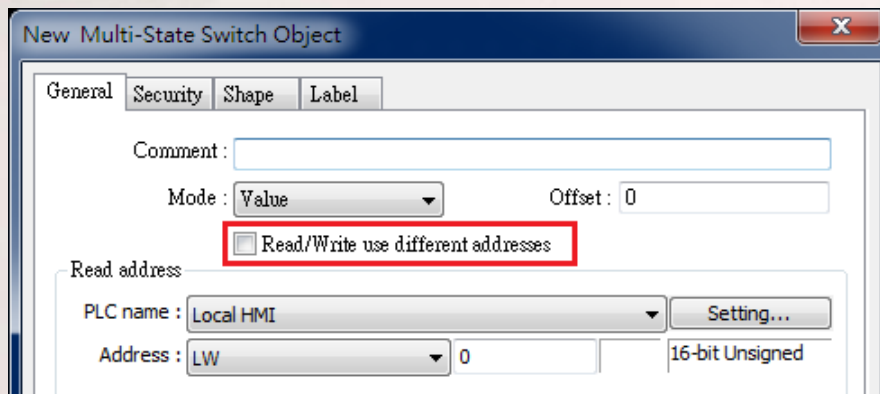 New Multi-State Switch Object
General Security Shape Label
Comment :
Mode : Value Offset : 0
Read/Write use different addresses
Read address
PLC name : Local HMI Setting...
Address : LW 0 16-bit Unsigned